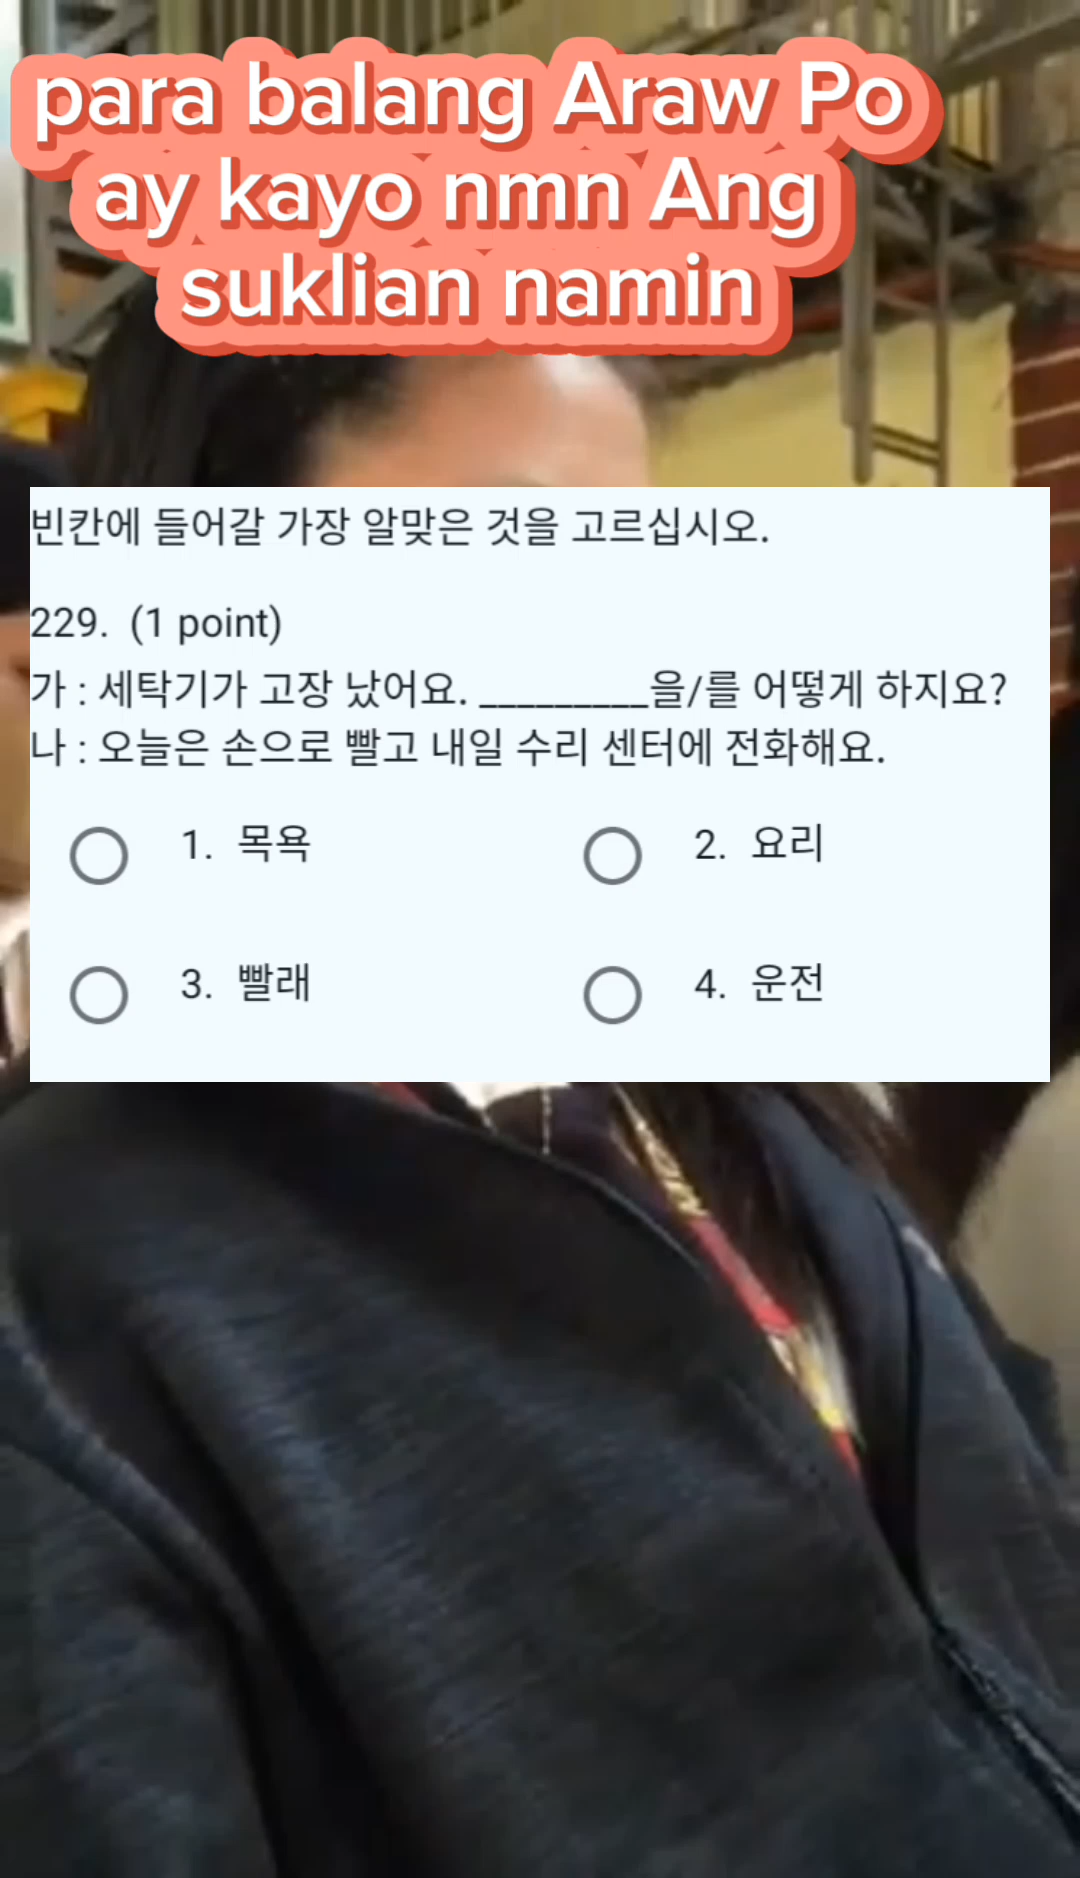 para balang Araw Po
ay kayo nmn Ang
suklian namin
빈칸에 들어갈 가장 알맞은 것을 고르십시오.
229. (1 point)
가 : 세탁기가 고장 났어요. _________을/를 어떻게 하지요?
나 : 오늘은 손으로 빨고 내일 수리 센터에 전화해요.
1. 목욕
2. 요리
3. 빨래
4. 운전